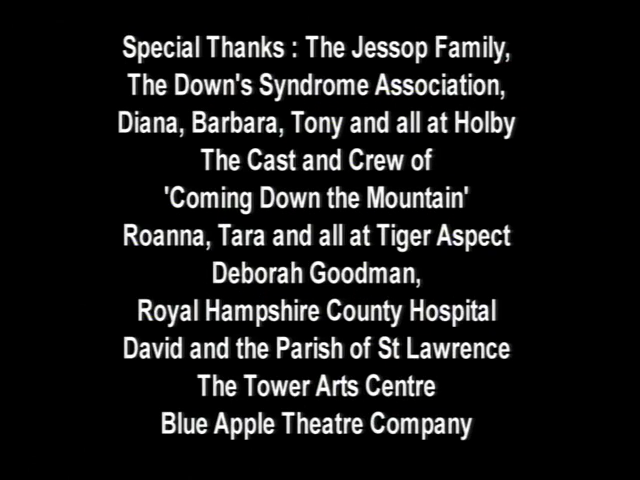 Special Thanks : The Jessop Family,
The Down's Syndrome Association,
Diana, Barbara, Tony and all at Holby
The Cast and Crew of
'Coming Down the Mountain'
Roanna, Tara and all at Tiger Aspect
Deborah Goodman,
Royal Hampshire County Hospital
David and the Parish of St Lawrence
The Tower Arts Centre
Blue Apple Theatre Company